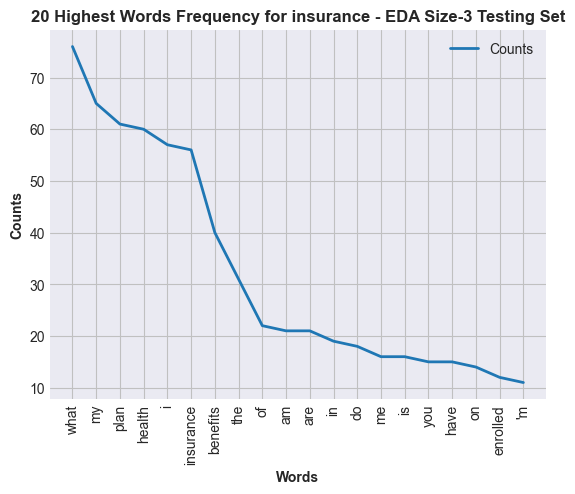 20 Highest Words Frequency for insurance - EDA Size-3 Testing Set
Counts
70
60
50
40
30
20
10
Counts
what
my
plan
health
i
insurance
benefits
the
of
am
are
in
do
me
is
you
have
on
enrolled
'm
Words